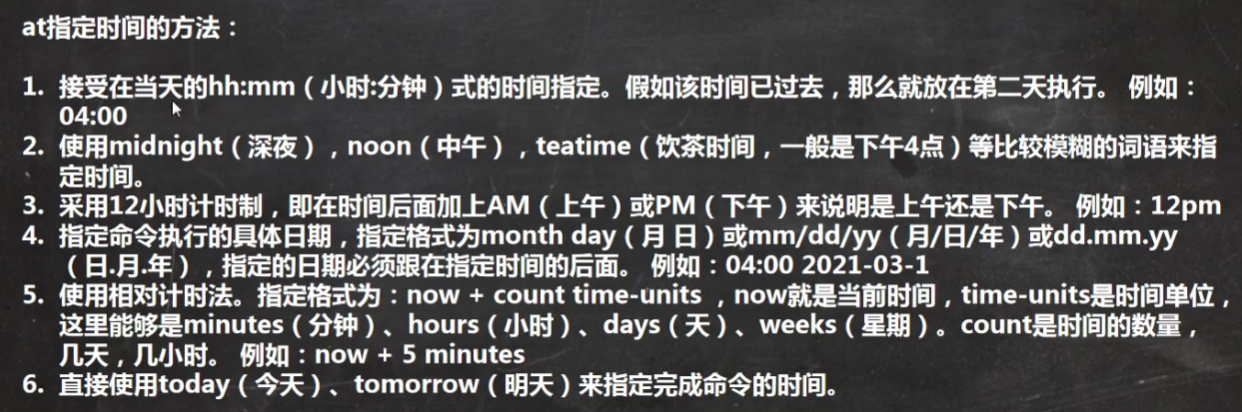 at指定时间的方法：
1. 接受在当天的hh:mm（小时:分钟）式的时间指定。假如该时间已过去，那么就放在第二天执行。 例如：
04:00
2. 使用midnight（深夜），noon（中午），teatime（饮茶时间，一般是下午4点）等比较模糊的词语来指
定时间。
3. 采用12小时计时制，即在时间后面加上AM（上午）或PM（下午）来说明是上午还是下午。 例如：12pm
4. 指定命令执行的具体日期，指定格式为month day（月 日）或mm/dd/yy（月/日/年）或dd.mm.yy
（日.月.年），指定的日期必须跟在指定时间的后面。 例如：04:00 2021-03-1
5. 使用相对计时法。指定格式为：now + count time-units ，now就是当前时间，time-units是时间单位，
这里能够是minutes（分钟）、hours（小时）、days（天）、weeks（星期）。count是时间的数量，
几天，几小时。 例如：now + 5 minutes
6. 直接使用today（今天）、tomorrow（明天）来指定完成命令的时间。